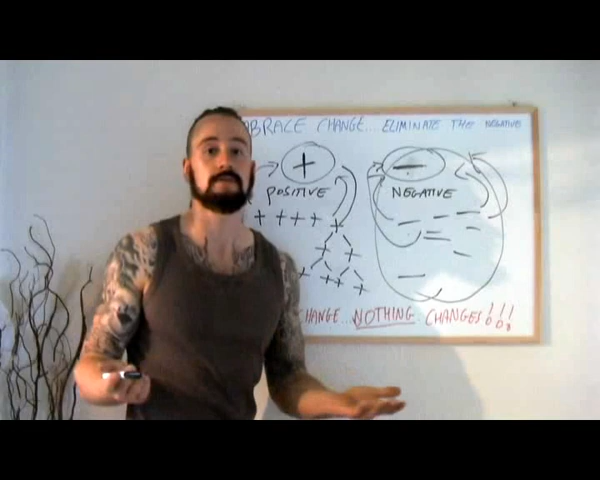 BRACE CHANGE... ELIMINATE THE NEGATIVE
+ −
POSITIVE NEGATIVE
+ + + + +
HANGE... NOTHING CHANGES!!!